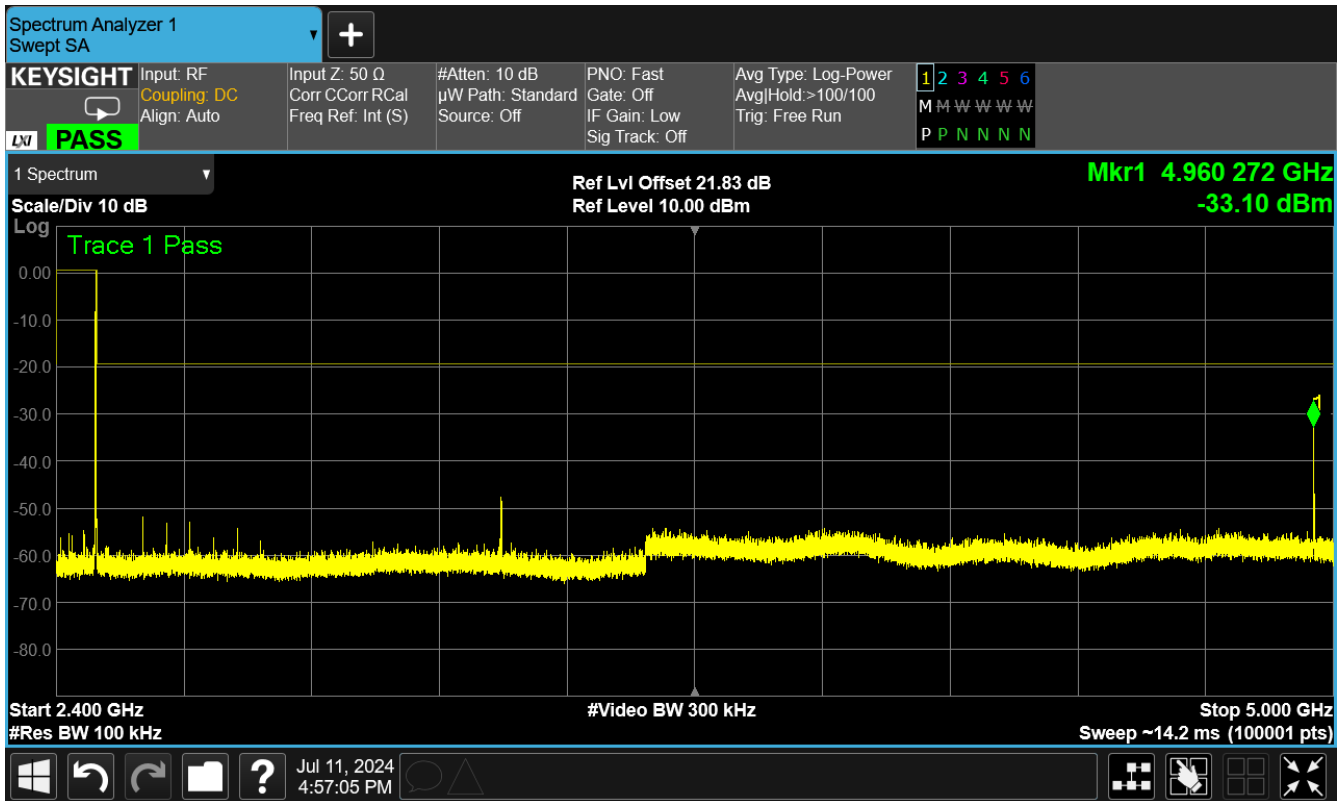 Spectrum Analyzer 1
Swept SA
KEYSIGHT
LXI PASS
Input: RF
Coupling: DC
Align: Auto
Input Z: 50 Ω
Corr CCorr RCal
Freq Ref: Int (S)
#Atten: 10 dB
µW Path: Standard
Source: Off
PNO: Fast
Gate: Off
IF Gain: Low
Sig Track: Off
Avg Type: Log-Power
Avg|Hold:>100/100
Trig: Free Run
1 2 3 4 5 6
M M W W W W
P P N N N N
1 Spectrum
Scale/Div 10 dB
Ref Lvl Offset 21.83 dB
Ref Level 10.00 dBm
Mkr1 4.960 272 GHz
-33.10 dBm
Log
Trace 1 Pass
0.00
-10.0
-20.0
-30.0
1
-40.0
-50.0
-60.0
-70.0
-80.0
Start 2.400 GHz
#Res BW 100 kHz
#Video BW 300 kHz
Stop 5.000 GHz
Sweep ~14.2 ms (100001 pts)
?
Jul 11, 2024
4:57:05 PM